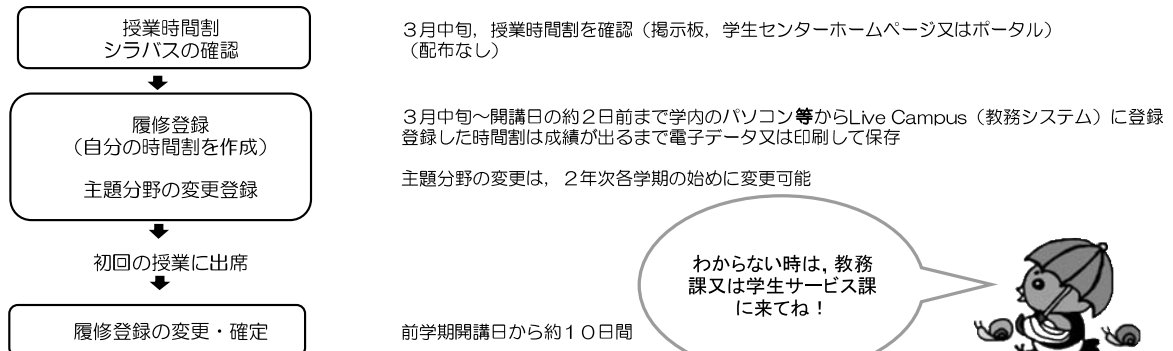 授業時間割
シラバスの確認
３月中旬，授業時間割を確認（掲示板，学生センターホームページ又はポータル）
（配布なし）
履修登録
（自分の時間割を作成）
主題分野の変更登録
３月中旬～開講日の約２日前まで学内のパソコン等からLive Campus（教務システム）に登録
登録した時間割は成績が出るまで電子データ又は印刷して保存
主題分野の変更は，２年次各学期の始めに変更可能
初回の授業に出席
わからない時は，教務
課又は学生サービス課
に来てね！
履修登録の変更・確定
前学期開講日から約１０日間